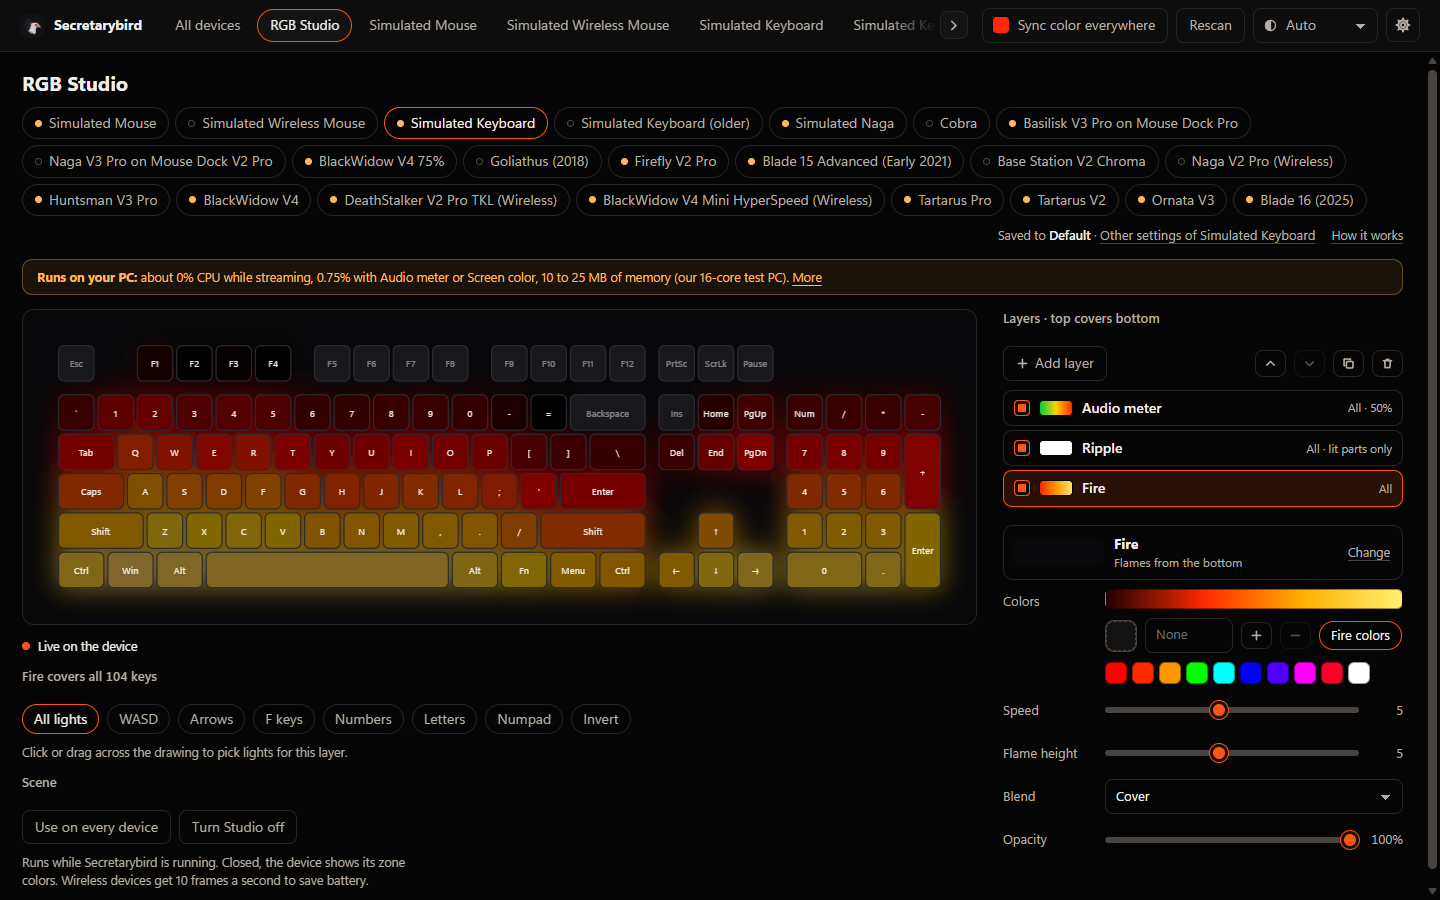 Secretarybird All devices RGB Studio Simulated Mouse Simulated Wireless Mouse Simulated Keyboard Simulated Ke Sync color everywhere Rescan Auto
RGB Studio
Simulated Mouse Simulated Wireless Mouse Simulated Keyboard Simulated Keyboard (older) Simulated Naga Cobra Basilisk V3 Pro on Mouse Dock Pro
Naga V3 Pro on Mouse Dock V2 Pro BlackWidow V4 75% Goliathus (2018) Firefly V2 Pro Blade 15 Advanced (Early 2021) Base Station V2 Chroma Naga V2 Pro (Wireless)
Huntsman V3 Pro BlackWidow V4 DeathStalker V2 Pro TKL (Wireless) BlackWidow V4 Mini HyperSpeed (Wireless) Tartarus Pro Tartarus V2 Ornata V3 Blade 16 (2025)
Saved to Default · Other settings of Simulated Keyboard How it works
Runs on your PC: about 0% CPU while streaming, 0.75% with Audio meter or Screen color, 10 to 25 MB of memory (our 16-core test PC). More
Esc F1 F2 F3 F4 F5 F6 F7 F8 F9 F10 F11 F12 PrtSc ScrLk Pause
` 1 2 3 4 5 6 7 8 9 0 - = Backspace Ins Home PgUp Num / * -
Tab Q W E R T Y U I O P [ ] \ Del End PgDn 7 8 9 +
Caps A S D F G H J K L ; ' Enter 4 5 6
Shift Z X C V B N M , . / Shift ↑ 1 2 3 Enter
Ctrl Win Alt Alt Fn Menu Ctrl ← ↓ → 0 .
Live on the device
Fire covers all 104 keys
All lights WASD Arrows F keys Numbers Letters Numpad Invert
Click or drag across the drawing to pick lights for this layer.
Scene
Use on every device Turn Studio off
Runs while Secretarybird is running. Closed, the device shows its zone
colors. Wireless devices get 10 frames a second to save battery.
Layers · top covers bottom
+ Add layer
Audio meter All · 50%
Ripple All · lit parts only
Fire All
Fire
Flames from the bottom
Change
Colors
None + − Fire colors
Speed 5
Flame height 5
Blend Cover
Opacity 100%